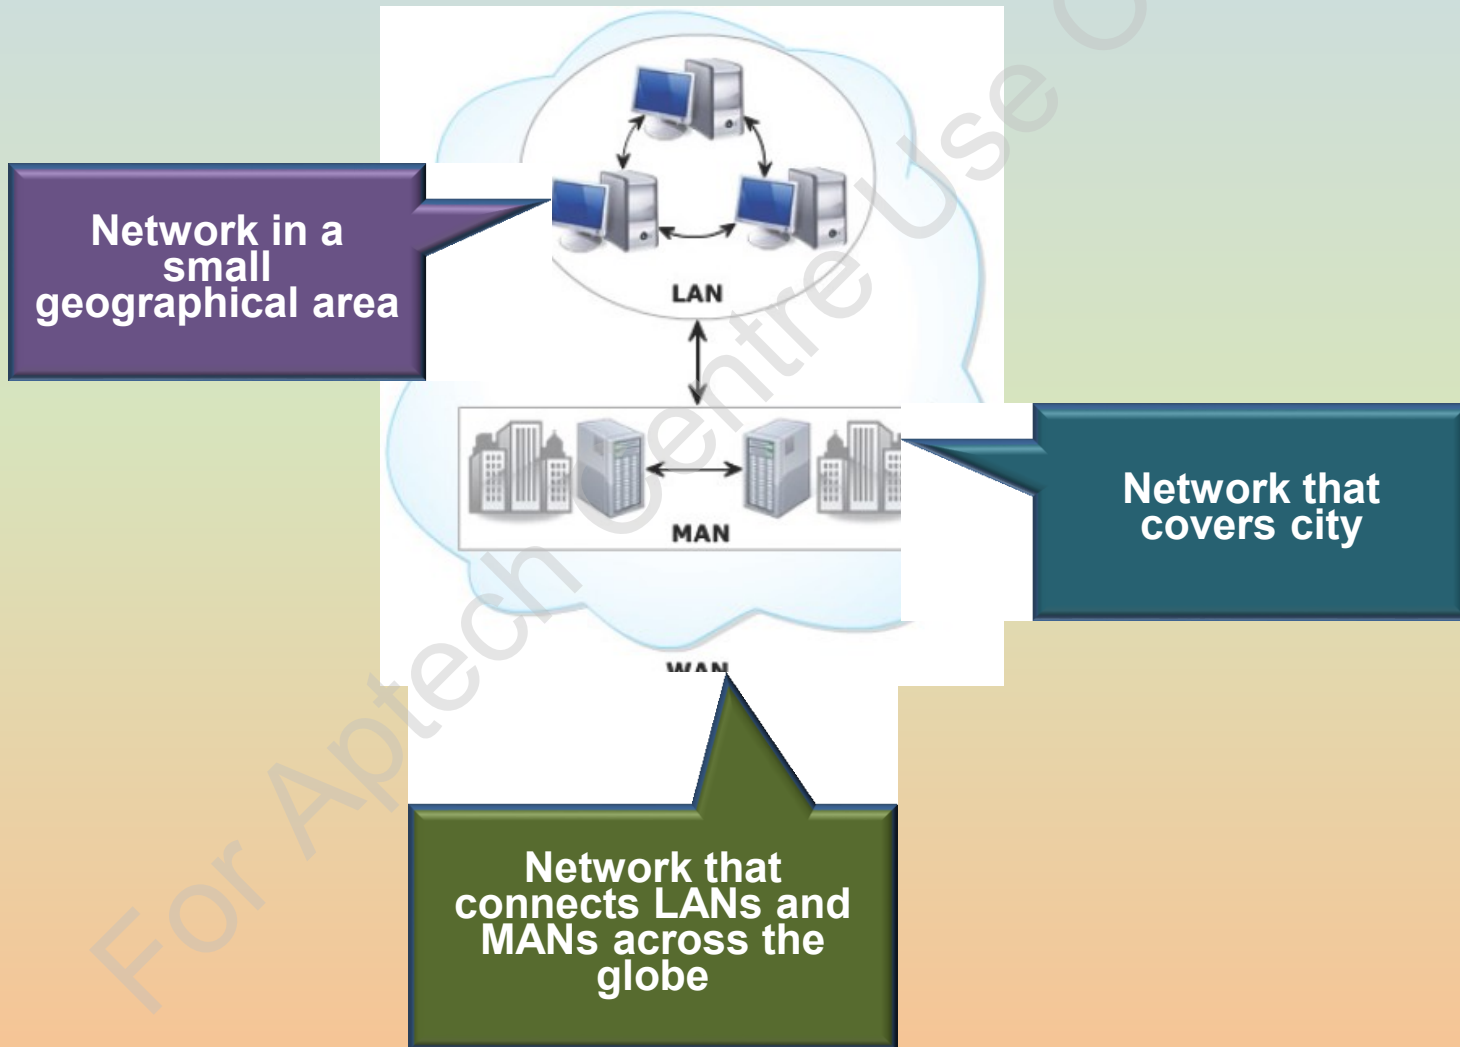 Network in a
small
geographical area
LAN
MAN
Network that
covers city
WAN
Network that
connects LANs and
MANs across the
globe
For Aptech Centre Use O